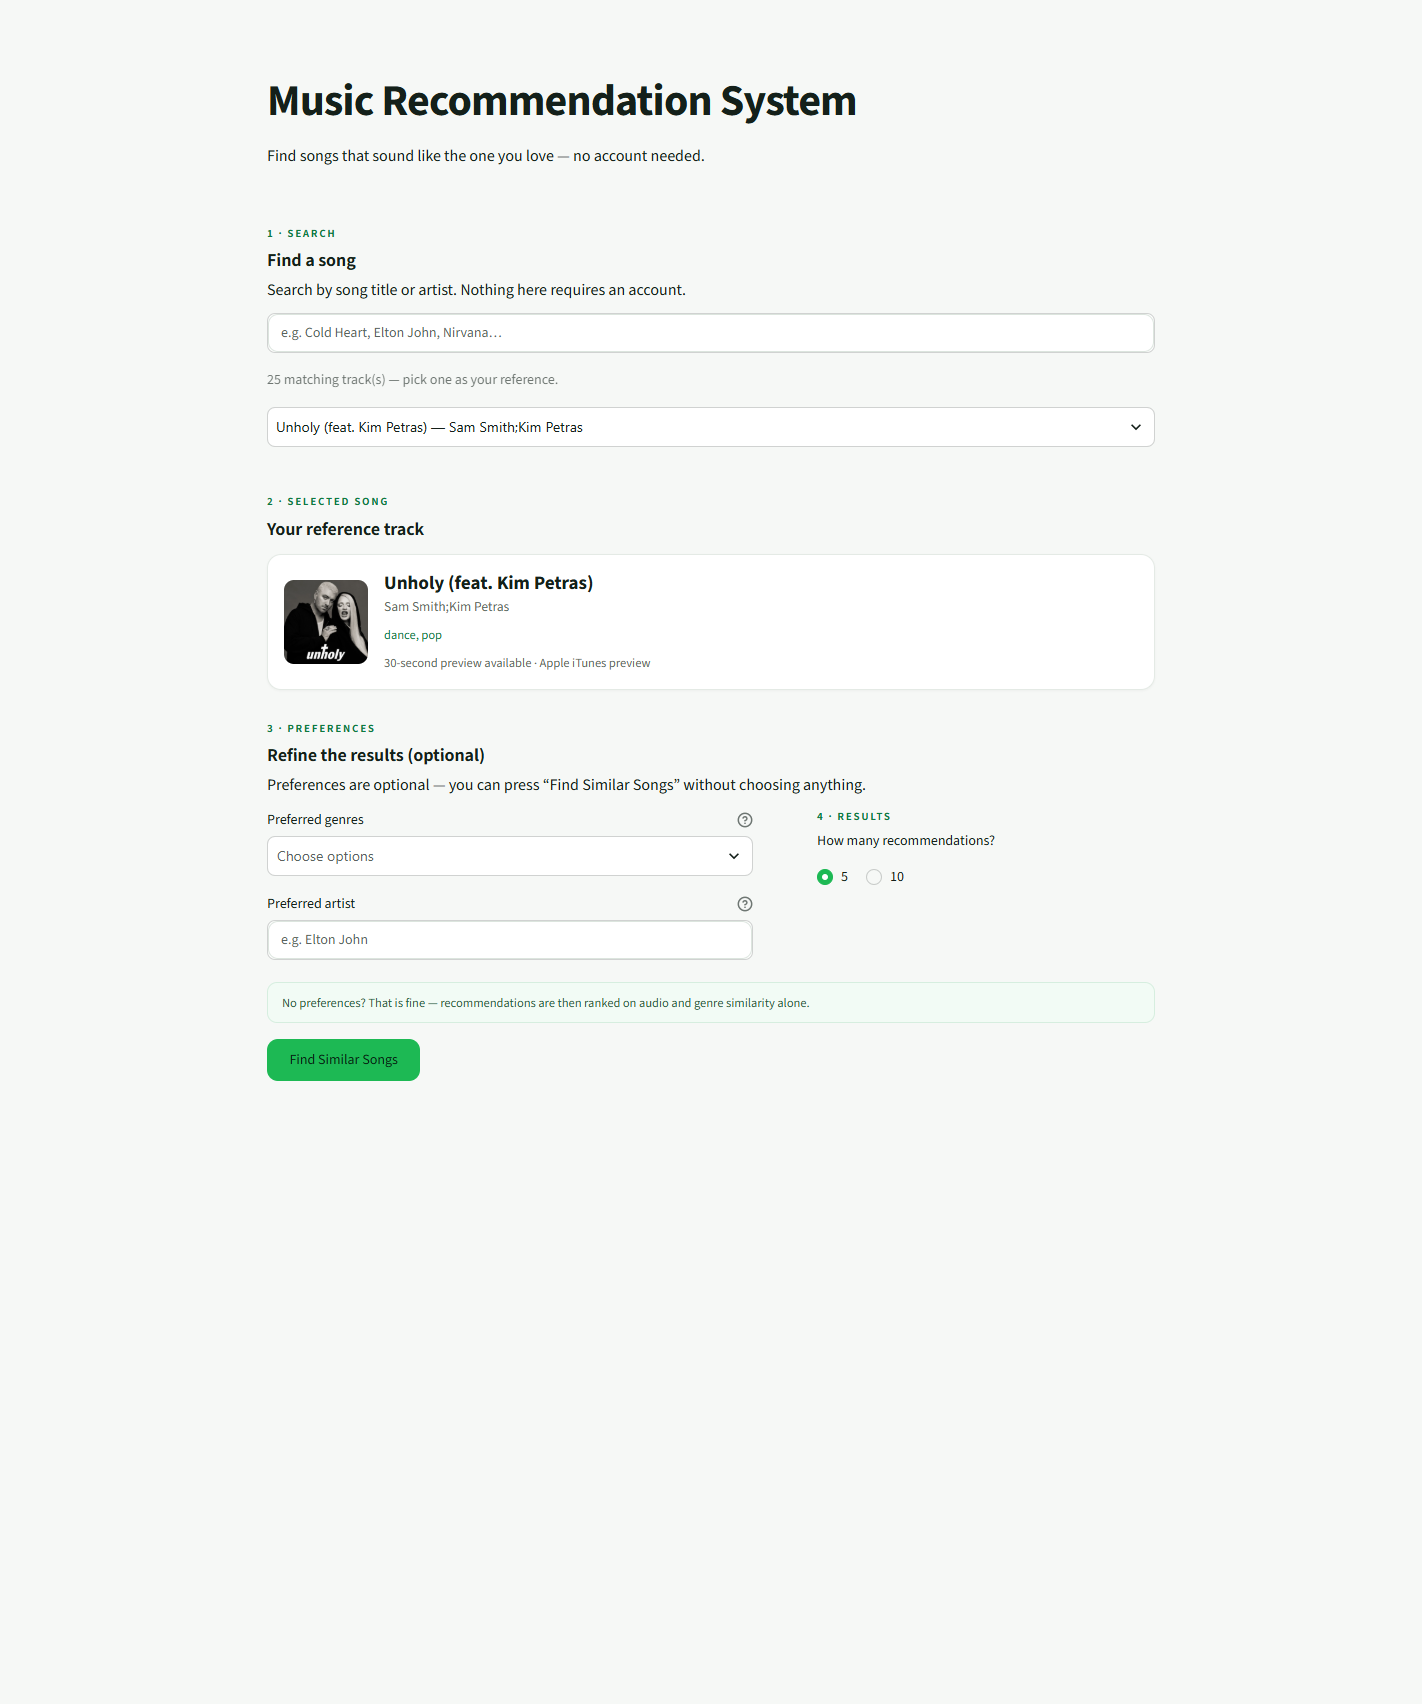 Music Recommendation System
Find songs that sound like the one you love — no account needed.
1 · SEARCH
Find a song
Search by song title or artist. Nothing here requires an account.
e.g. Cold Heart, Elton John, Nirvana…
25 matching track(s) — pick one as your reference.
Unholy (feat. Kim Petras) — Sam Smith;Kim Petras
2 · SELECTED SONG
Your reference track
unholy
Unholy (feat. Kim Petras)
Sam Smith;Kim Petras
dance, pop
30-second preview available · Apple iTunes preview
3 · PREFERENCES
Refine the results (optional)
Preferences are optional — you can press “Find Similar Songs” without choosing anything.
Preferred genres
Choose options
Preferred artist
e.g. Elton John
4 · RESULTS
How many recommendations?
5 10
No preferences? That is fine — recommendations are then ranked on audio and genre similarity alone.
Find Similar Songs